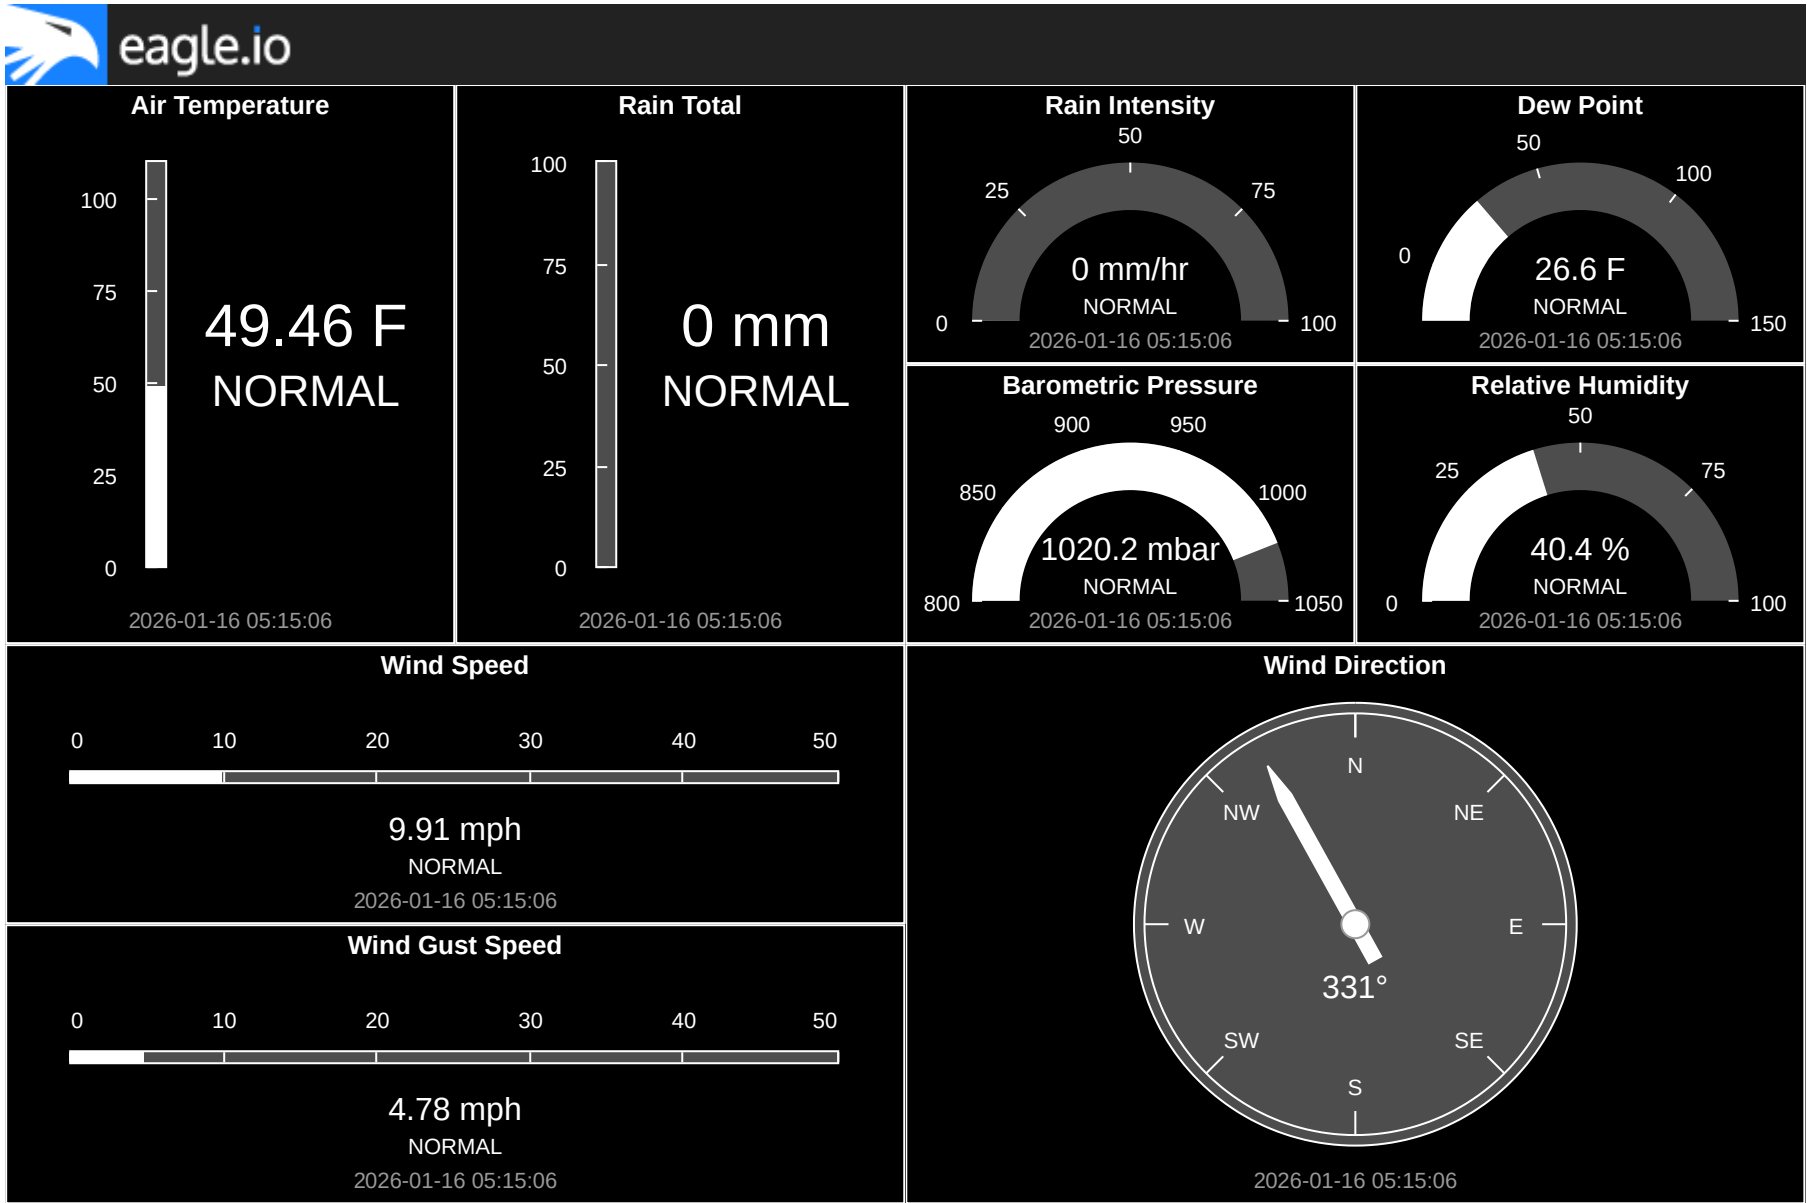 eagle.io
Air Temperature
100
75
50
25
0
49.46 F
NORMAL
2026-01-16 05:15:06
Rain Total
100
75
50
25
0
0 mm
NORMAL
2026-01-16 05:15:06
Rain Intensity
0
25
50
75
100
0 mm/hr
NORMAL
2026-01-16 05:15:06
Dew Point
0
50
100
150
26.6 F
NORMAL
2026-01-16 05:15:06
Barometric Pressure
800
850
900
950
1000
1050
1020.2 mbar
NORMAL
2026-01-16 05:15:06
Relative Humidity
0
25
50
75
100
40.4 %
NORMAL
2026-01-16 05:15:06
Wind Speed
0 10 20 30 40 50
9.91 mph
NORMAL
2026-01-16 05:15:06
Wind Gust Speed
0 10 20 30 40 50
4.78 mph
NORMAL
2026-01-16 05:15:06
Wind Direction
N
NW NE
W E
331°
SW SE
S
2026-01-16 05:15:06